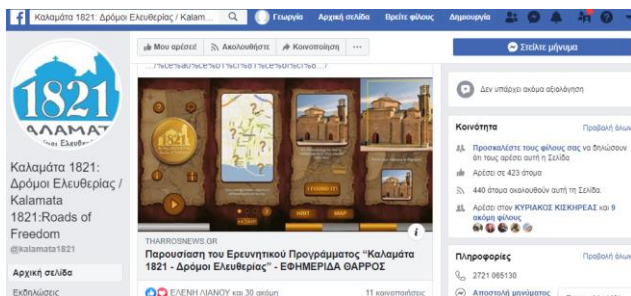 Καλαμάτα 1821: Δρόμοι Ελευθερίας / Kalam...
Γεωργία
Αρχική σελίδα
Βρείτε φίλους
Δημιουργία
Μου αρέσει!
Ακολουθήστε
Κοινοποίηση
Στείλτε μήνυμα
1821
ΑΛΑΜΑΤ
Καλαμάτα 1821:
Δρόμοι Ελευθερίας /
Kalamata
1821:Roads of
Freedom
@kalamata1821
Αρχική σελίδα
Εκδηλώσεις
1821
I FOUND IT!
NEXT
MAP
THARROSNEWS.GR
Παρουσίαση του Ερευνητικού Προγράμματος “Καλαμάτα
1821 - Δρόμοι Ελευθερίας” - ΕΦΗΜΕΡΙΔΑ ΘΑΡΡΟΣ
ΕΛΕΝΗ ΛΙΑΝΟΥ και 30 ακόμη
11 κοινοποιήσεις
Δεν υπάρχει ακόμα αξιολόγηση
Κοινότητα
Προβολή όλων
Προσκαλέστε τους φίλους σας να δηλώσουν
ότι τους αρέσει αυτή η Σελίδα
Αρέσει σε 423 άτομα
440 άτομα ακολουθούν αυτή τη Σελίδα.
Αρέσει στον ΚΥΡΙΑΚΟΣ ΚΙΣΚΗΡΕΑΣ και 9
ακόμη φίλους
Πληροφορίες
Προβολή όλων
2721 065130
Αποστολή μηνύματος